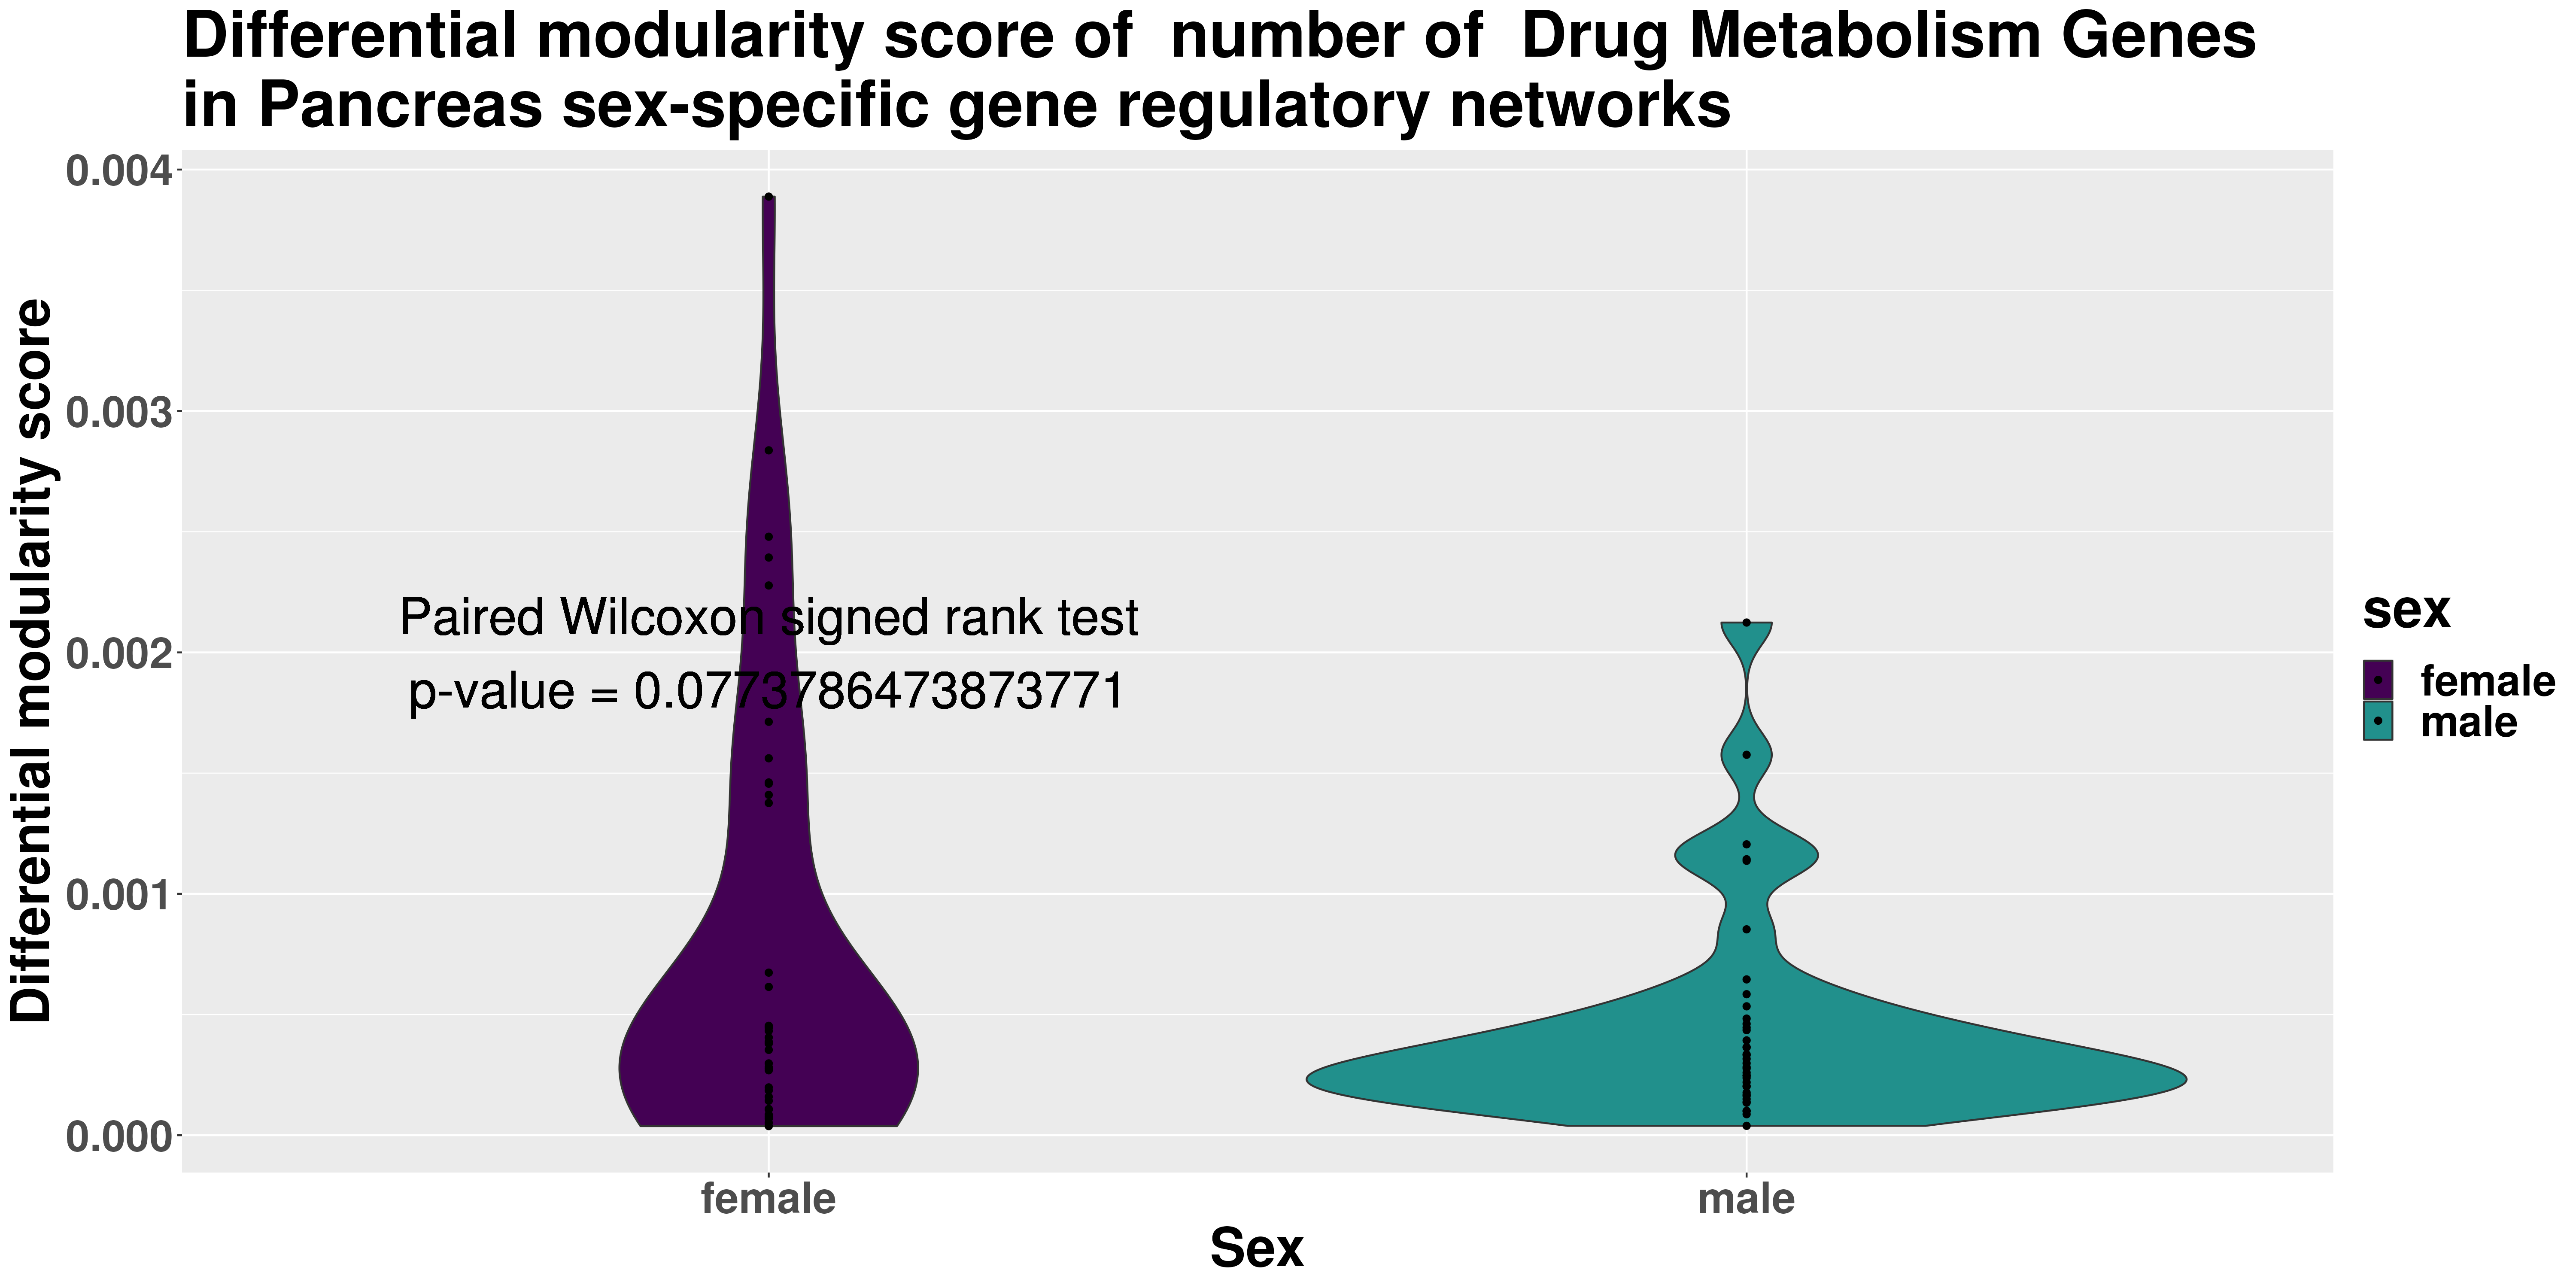 Differential modularity score of  number of  Drug Metabolism Genes
in Pancreas sex-specific gene regulatory networks
Differential modularity score
0.004
0.003
0.002
0.001
0.000
Paired Wilcoxon signed rank test
p-value = 0.0773786473873771
female
male
Sex
sex
female
male